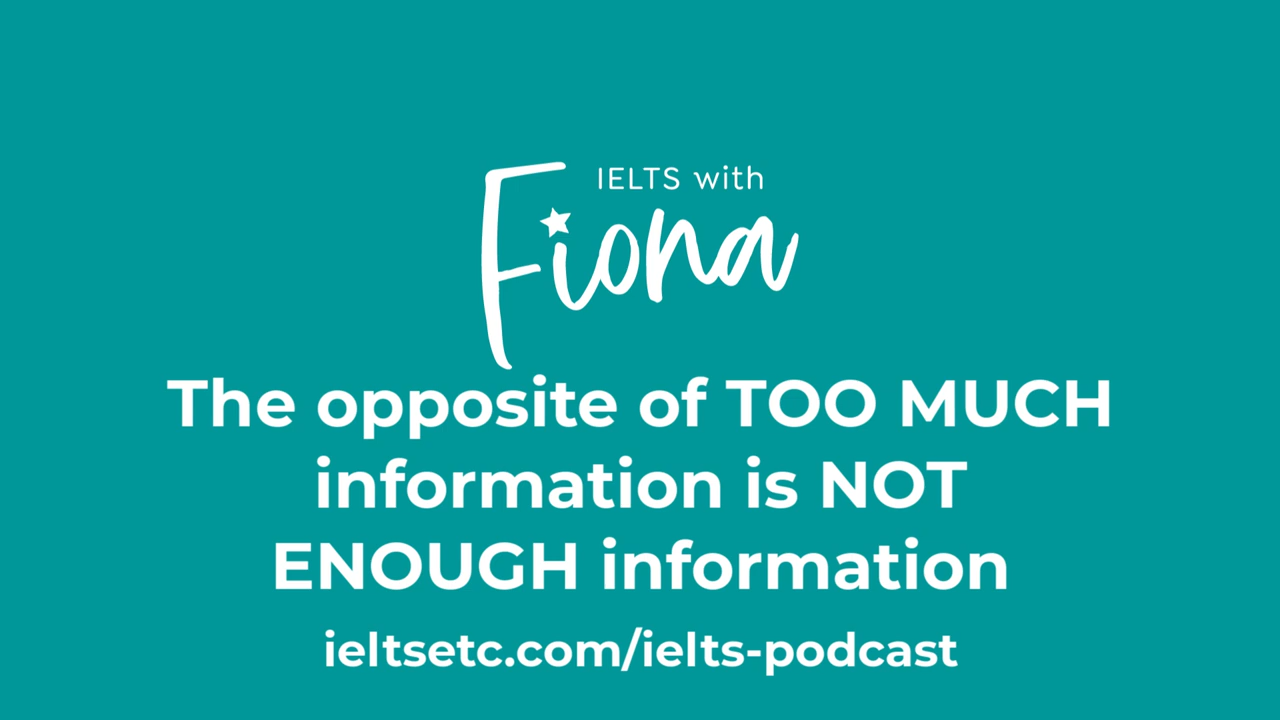 IELTS with
Fiona
The opposite of TOO MUCH
information is NOT
ENOUGH information
ieltsetc.com/ielts-podcast